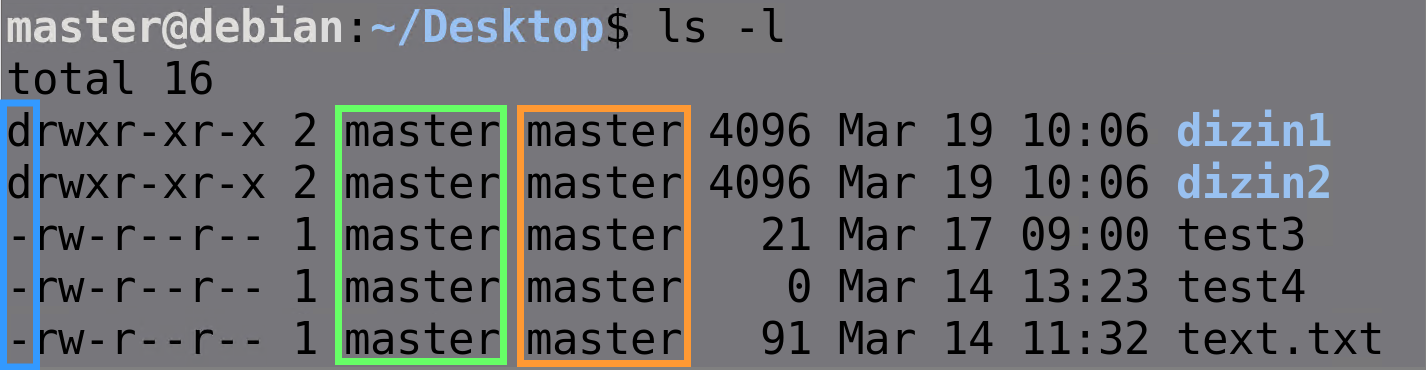 master@debian:~/Desktop$ ls -l
total 16
drwxr-xr-x 2 master master 4096 Mar 19 10:06 dizin1
drwxr-xr-x 2 master master 4096 Mar 19 10:06 dizin2
-rw-r--r-- 1 master master   21 Mar 17 09:00 test3
-rw-r--r-- 1 master master    0 Mar 14 13:23 test4
-rw-r--r-- 1 master master   91 Mar 14 11:32 text.txt